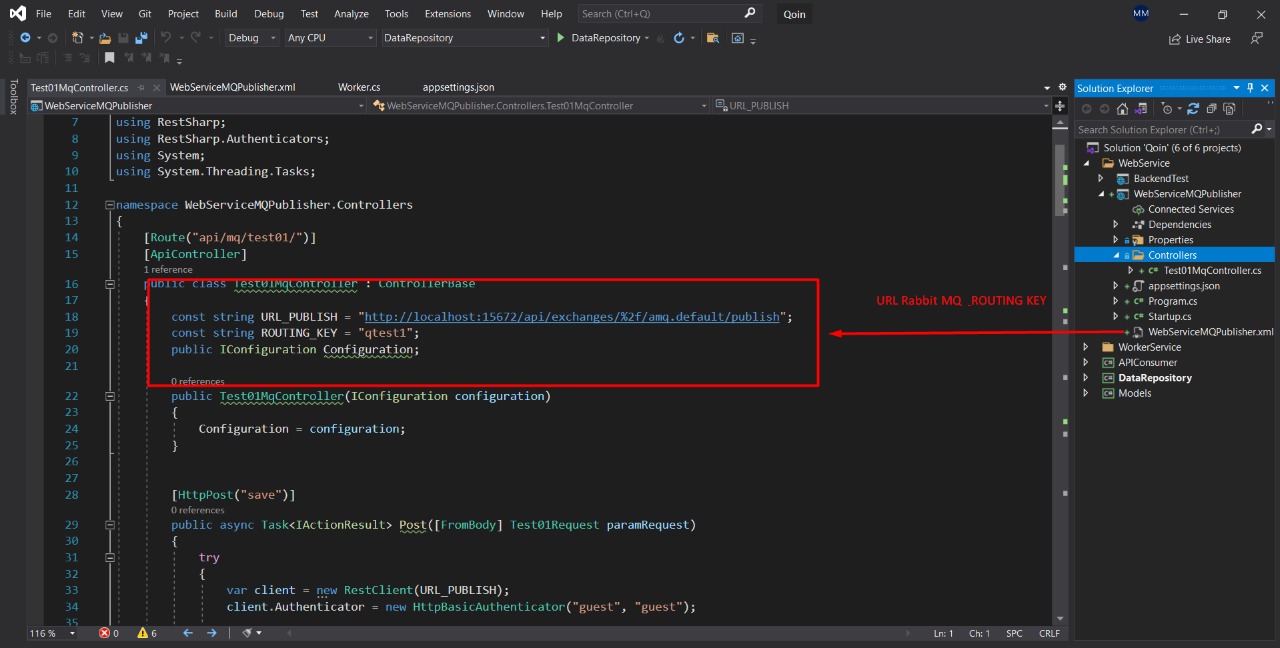 File Edit View Git Project Build Debug Test Analyze Tools Extensions Window Help Search (Ctrl+Q) Qoin MM
Debug Any CPU DataRepository DataRepository Live Share
Toolbox
Test01MqController.cs WebServiceMQPublisher.xml Worker.cs appsettings.json
WebServiceMQPublisher WebServiceMQPublisher.Controllers.Test01MqController URL_PUBLISH
7 using RestSharp;
8 using RestSharp.Authenticators;
9 using System;
10 using System.Threading.Tasks;
11
12 namespace WebServiceMQPublisher.Controllers
13 {
14 [Route("api/mq/test01/")]
15 [ApiController]
1 reference
16 public class Test01MqController : ControllerBase
17 {
18 const string URL_PUBLISH = "http://localhost:15672/api/exchanges/%2f/amq.default/publish";
19 const string ROUTING_KEY = "qtest1";
20 public IConfiguration Configuration;
21
0 references
22 public Test01MqController(IConfiguration configuration)
23 {
24 Configuration = configuration;
25 }
26
27
28 [HttpPost("save")]
0 references
29 public async Task<IActionResult> Post([FromBody] Test01Request paramRequest)
30 {
31 try
32 {
33 var client = new RestClient(URL_PUBLISH);
34 client.Authenticator = new HttpBasicAuthenticator("guest", "guest");
35
URL Rabbit MQ _ROUTING KEY
116 % 0 6 Ln: 1 Ch: 1 SPC CRLF
Solution Explorer
Search Solution Explorer (Ctrl+;)
Solution 'Qoin' (6 of 6 projects)
WebService
BackendTest
WebServiceMQPublisher
Connected Services
Dependencies
Properties
Controllers
Test01MqController.cs
appsettings.json
Program.cs
Startup.cs
WebServiceMQPublisher.xml
WorkerService
APIConsumer
DataRepository
Models